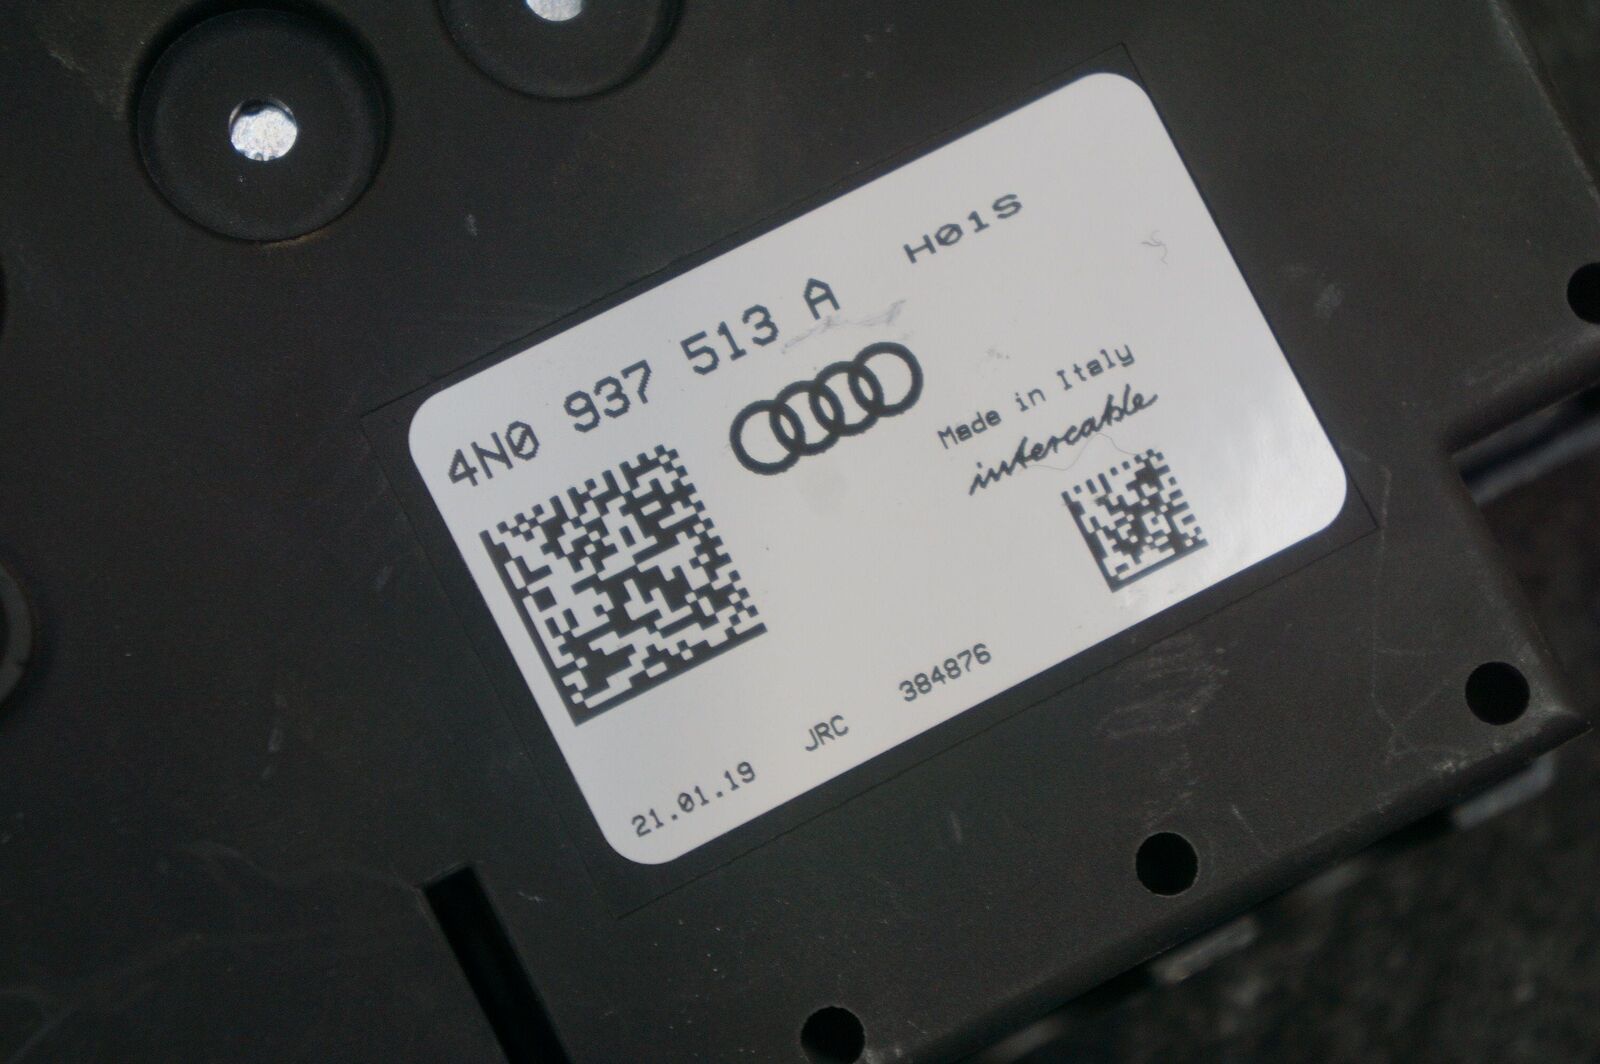 4N0 937 513 A H01S
Made in Italy
intercable
21.01.19 JRC 384876